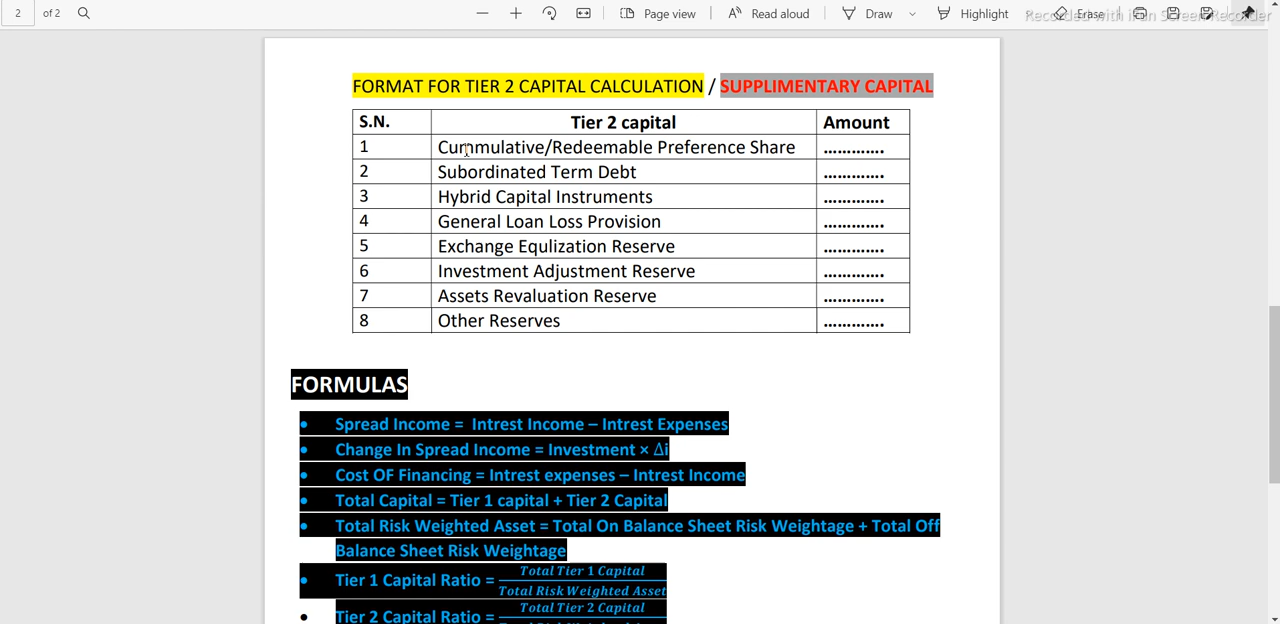 2 of 2 Page view Read aloud Draw Highlight Erase
Recorded with iFun Screen Recorder
FORMAT FOR TIER 2 CAPITAL CALCULATION / SUPPLIMENTARY CAPITAL
S.N. Tier 2 capital Amount
1 Cummulative/Redeemable Preference Share .............
2 Subordinated Term Debt .............
3 Hybrid Capital Instruments .............
4 General Loan Loss Provision .............
5 Exchange Equlization Reserve .............
6 Investment Adjustment Reserve .............
7 Assets Revaluation Reserve .............
8 Other Reserves .............
FORMULAS
• Spread Income = Intrest Income – Intrest Expenses
• Change In Spread Income = Investment × Δi
• Cost OF Financing = Intrest expenses – Intrest Income
• Total Capital = Tier 1 capital + Tier 2 Capital
• Total Risk Weighted Asset = Total On Balance Sheet Risk Weightage + Total Off
Balance Sheet Risk Weightage
Total Tier 1 Capital
• Tier 1 Capital Ratio =
Total Risk Weighted Asset
Total Tier 2 Capital
• Tier 2 Capital Ratio =